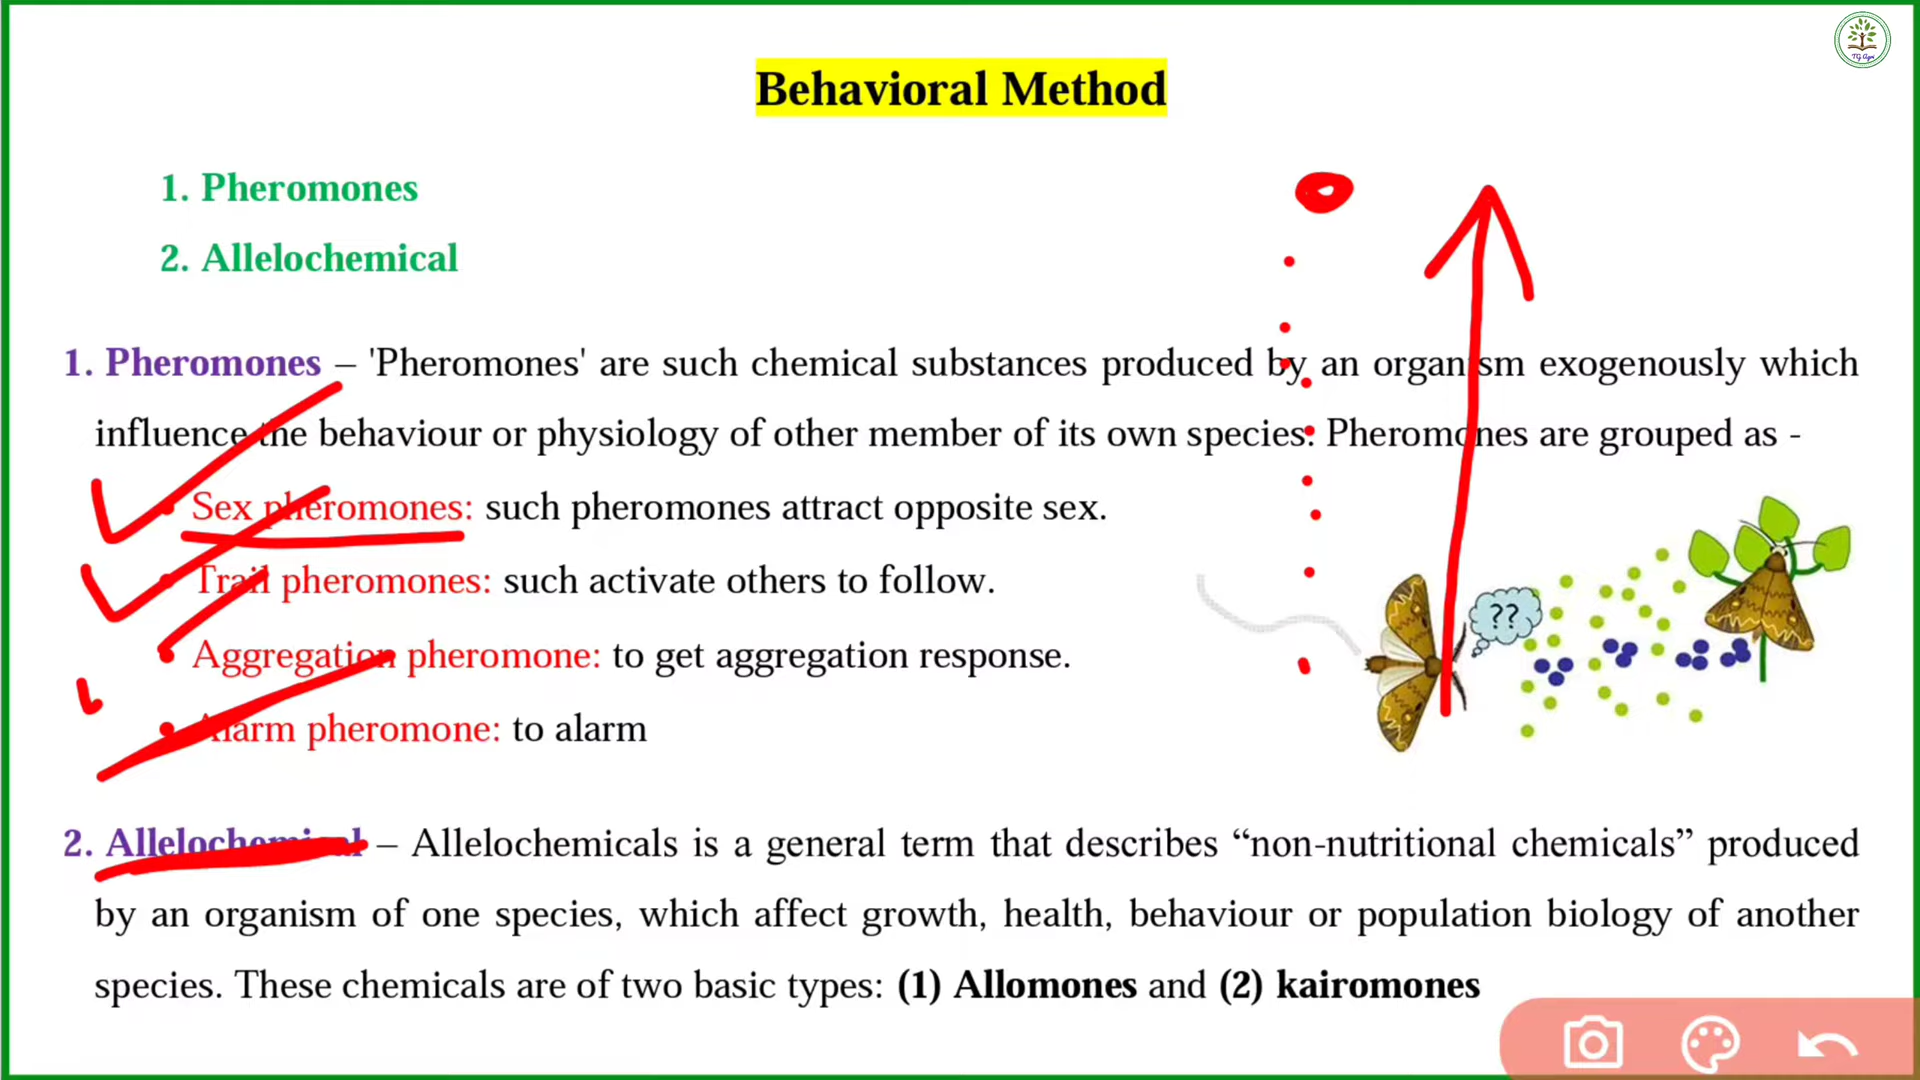 TG Agri
Behavioral Method
1. Pheromones
2. Allelochemical
1. Pheromones – 'Pheromones' are such chemical substances produced by an organism exogenously which
influence the behaviour or physiology of other member of its own species. Pheromones are grouped as -
• Sex pheromones: such pheromones attract opposite sex.
• Trail pheromones: such activate others to follow.
• Aggregation pheromone: to get aggregation response.
• Alarm pheromone: to alarm
??
2. Allelochemical – Allelochemicals is a general term that describes “non-nutritional chemicals” produced
by an organism of one species, which affect growth, health, behaviour or population biology of another
species. These chemicals are of two basic types: (1) Allomones and (2) kairomones